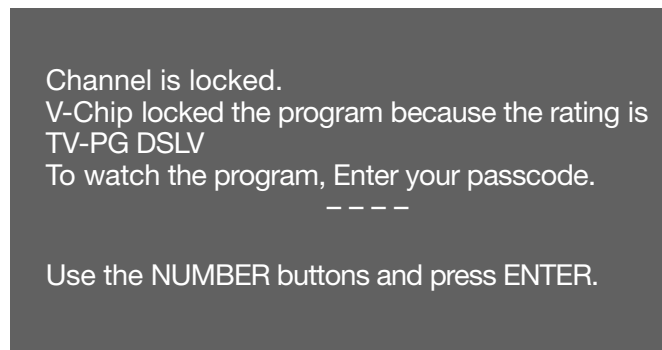 Channel is locked.
V-Chip locked the program because the rating is
TV-PG DSLV
To watch the program, Enter your passcode.
– – – –
Use the NUMBER buttons and press ENTER.